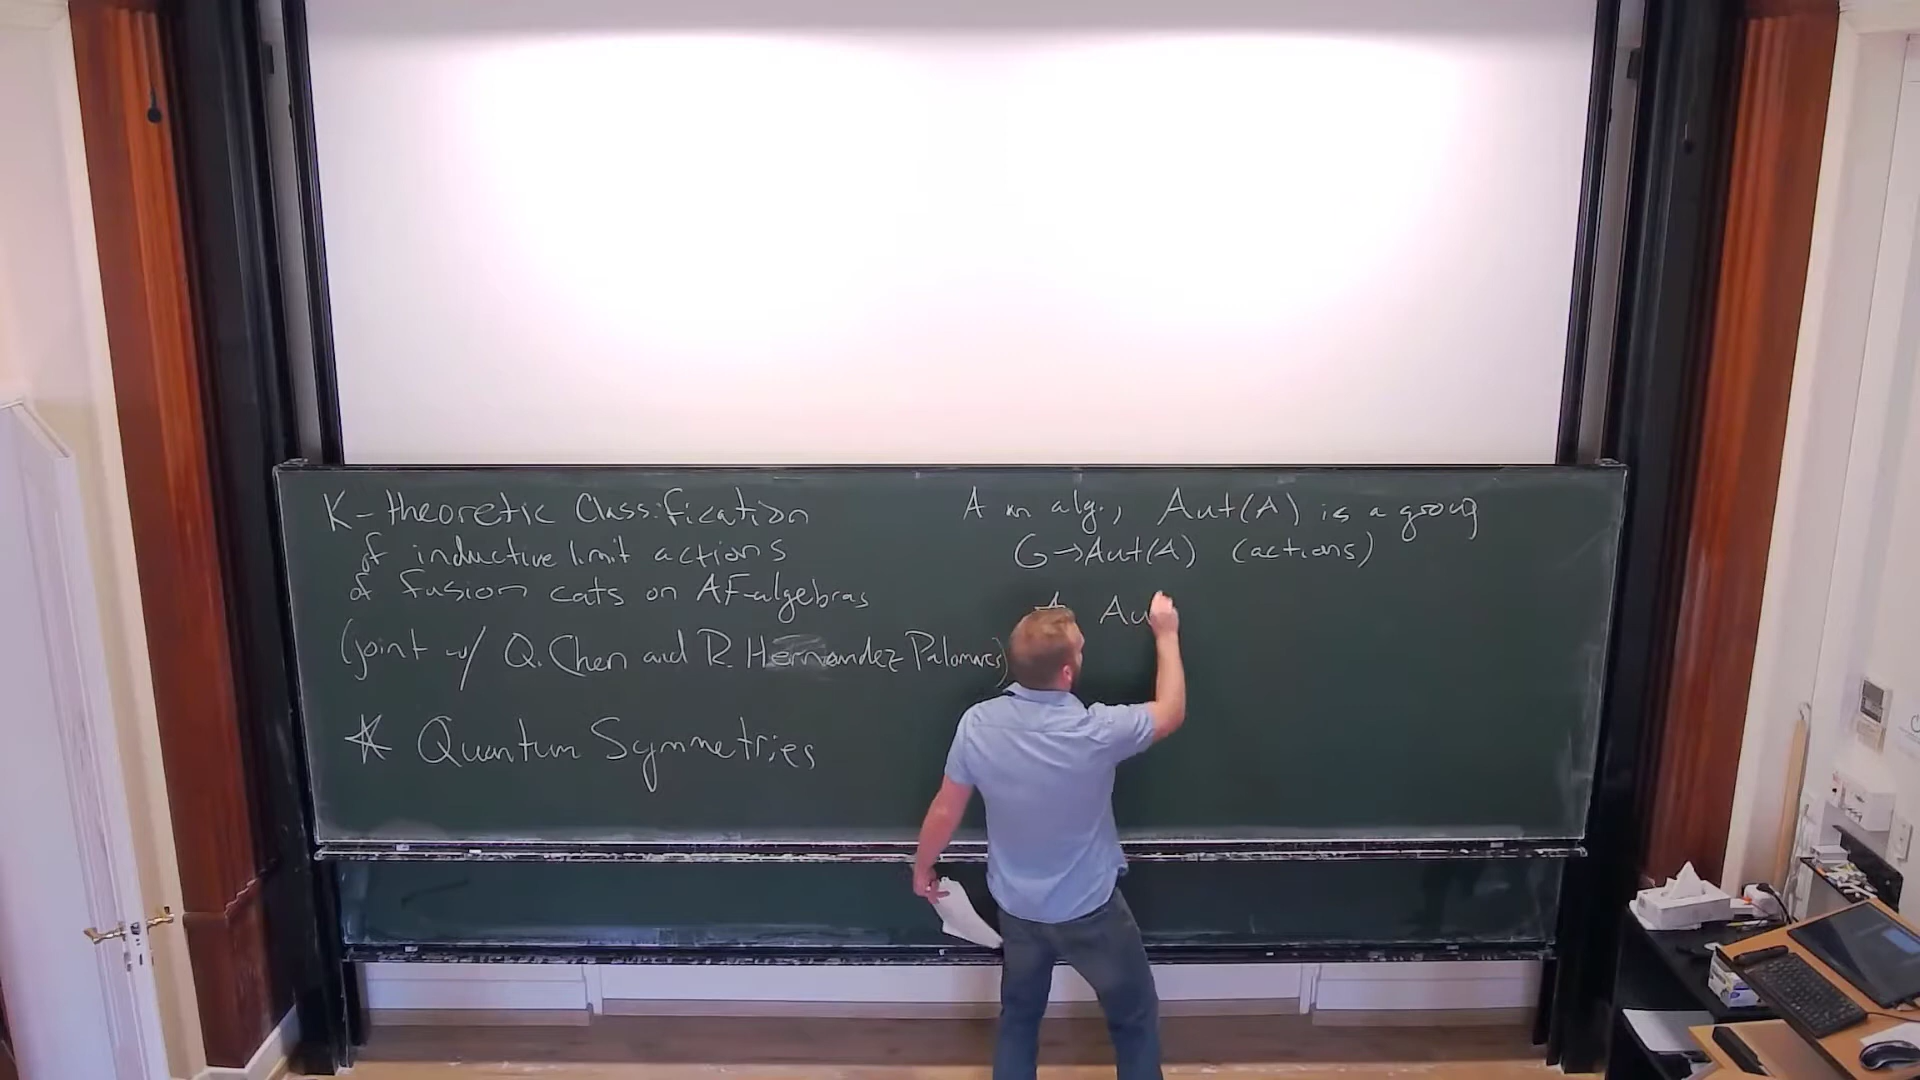 K-theoretic Classification
of inductive limit actions
of fusion cats on AF-algebras
(joint w/ Q. Chen and R. Hernandez Palomares)
* Quantum Symmetries
A an alg., Aut(A) is a group
G→Aut(A) (actions)
Au